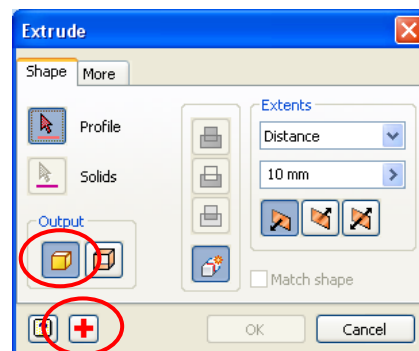 Extrude
Shape More
Profile
Solids
Output
Extents
Distance
10 mm
Match shape
?
OK Cancel